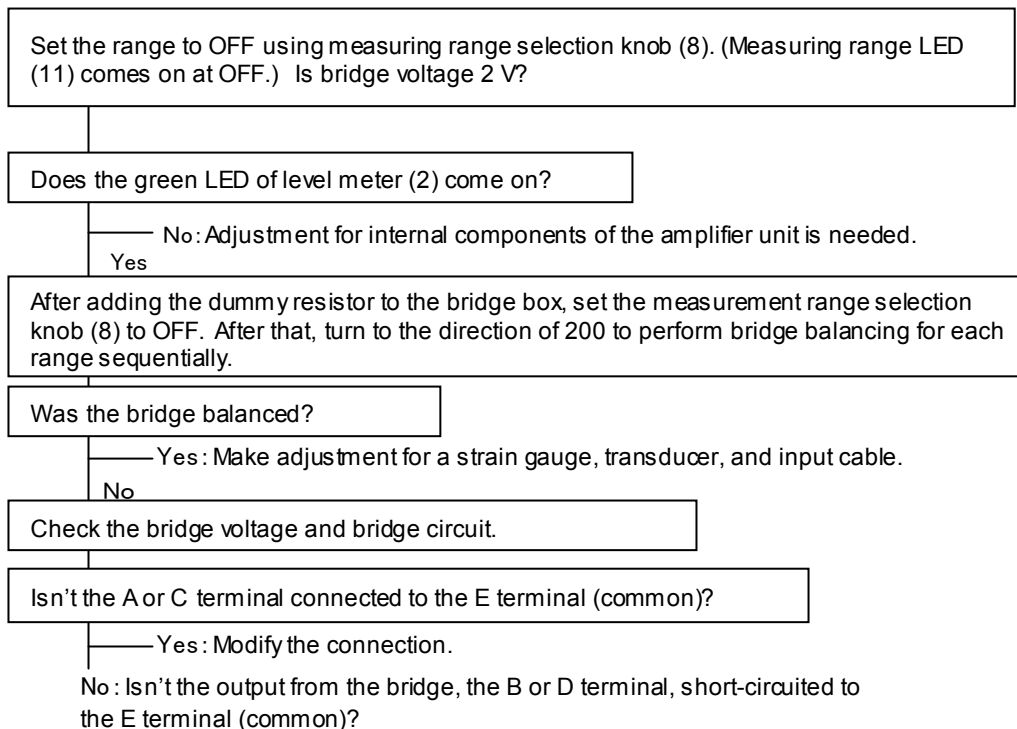 Set the range to OFF using measuring range selection knob (8). (Measuring range LED
(11) comes on at OFF.) Is bridge voltage 2 V?
Does the green LED of level meter (2) come on?
No: Adjustment for internal components of the amplifier unit is needed.
Yes
After adding the dummy resistor to the bridge box, set the measurement range selection
knob (8) to OFF. After that, turn to the direction of 200 to perform bridge balancing for each
range sequentially.
Was the bridge balanced?
Yes: Make adjustment for a strain gauge, transducer, and input cable.
No
Check the bridge voltage and bridge circuit.
Isn't the A or C terminal connected to the E terminal (common)?
Yes: Modify the connection.
No: Isn't the output from the bridge, the B or D terminal, short-circuited to
the E terminal (common)?